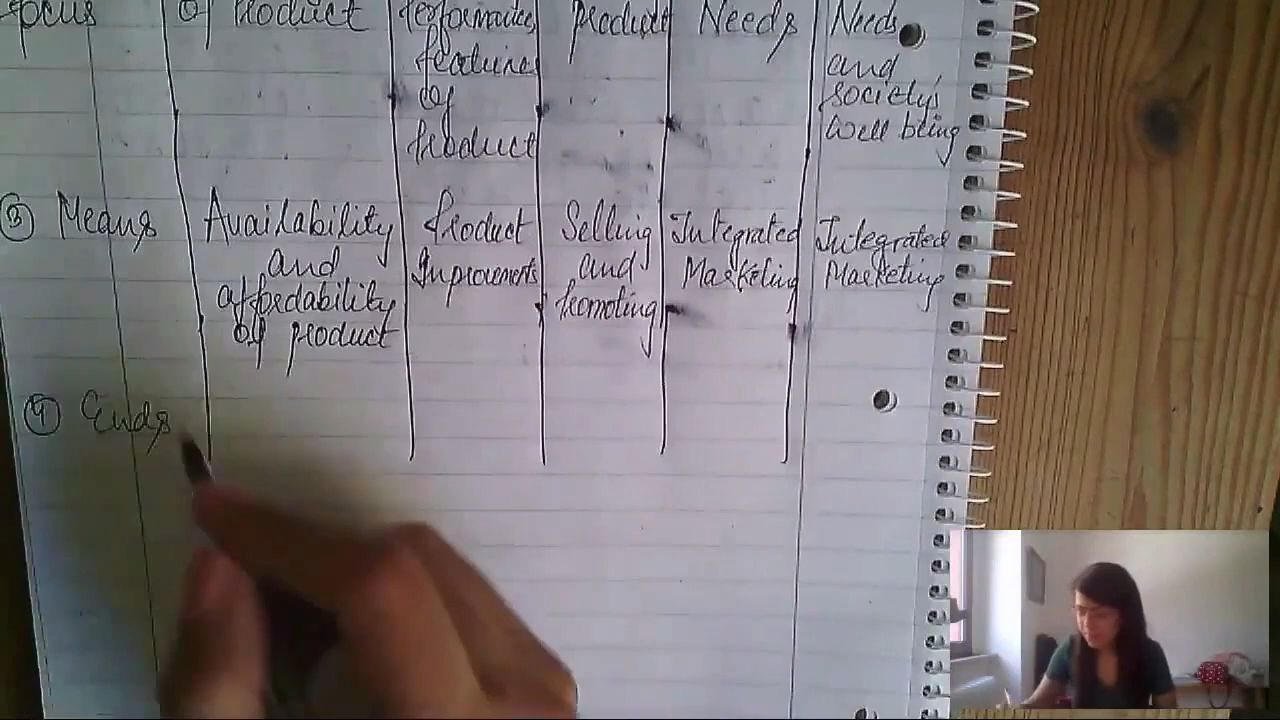 focus Of Product Performance, Product Needs Needs
features and
of society's
Product Well being
③ Means Availability Product Selling Integrated Integrated
and Improvements and Marketing Marketing
affordability Promoting
of product
④ Ends